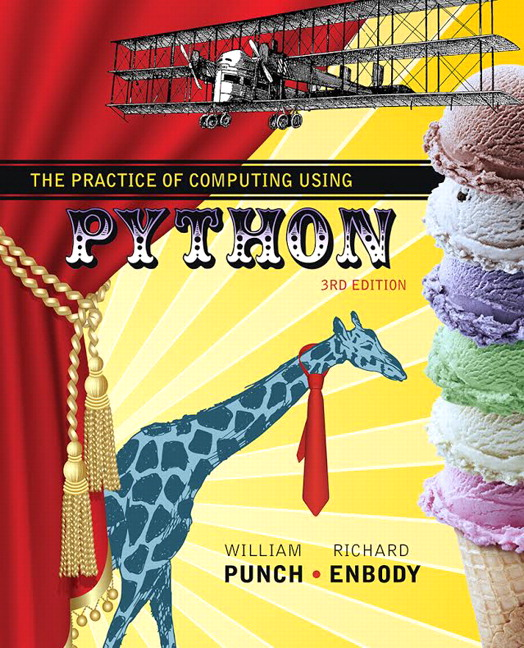 THE PRACTICE OF COMPUTING USING
PYTHON
3RD EDITION
WILLIAM RICHARD
PUNCH • ENBODY